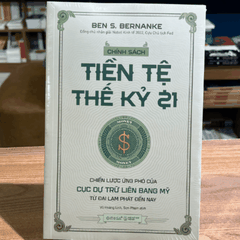 BEN S. BERNANKE
CHÍNH SÁCH
TIỀN TỆ
THẾ KỶ 21
$
CHIẾN LƯỢC ỨNG PHÓ CỦA
CỤC DỰ TRỮ LIÊN BANG MỸ
TỪ ĐẠI LẠM PHÁT ĐẾN NAY